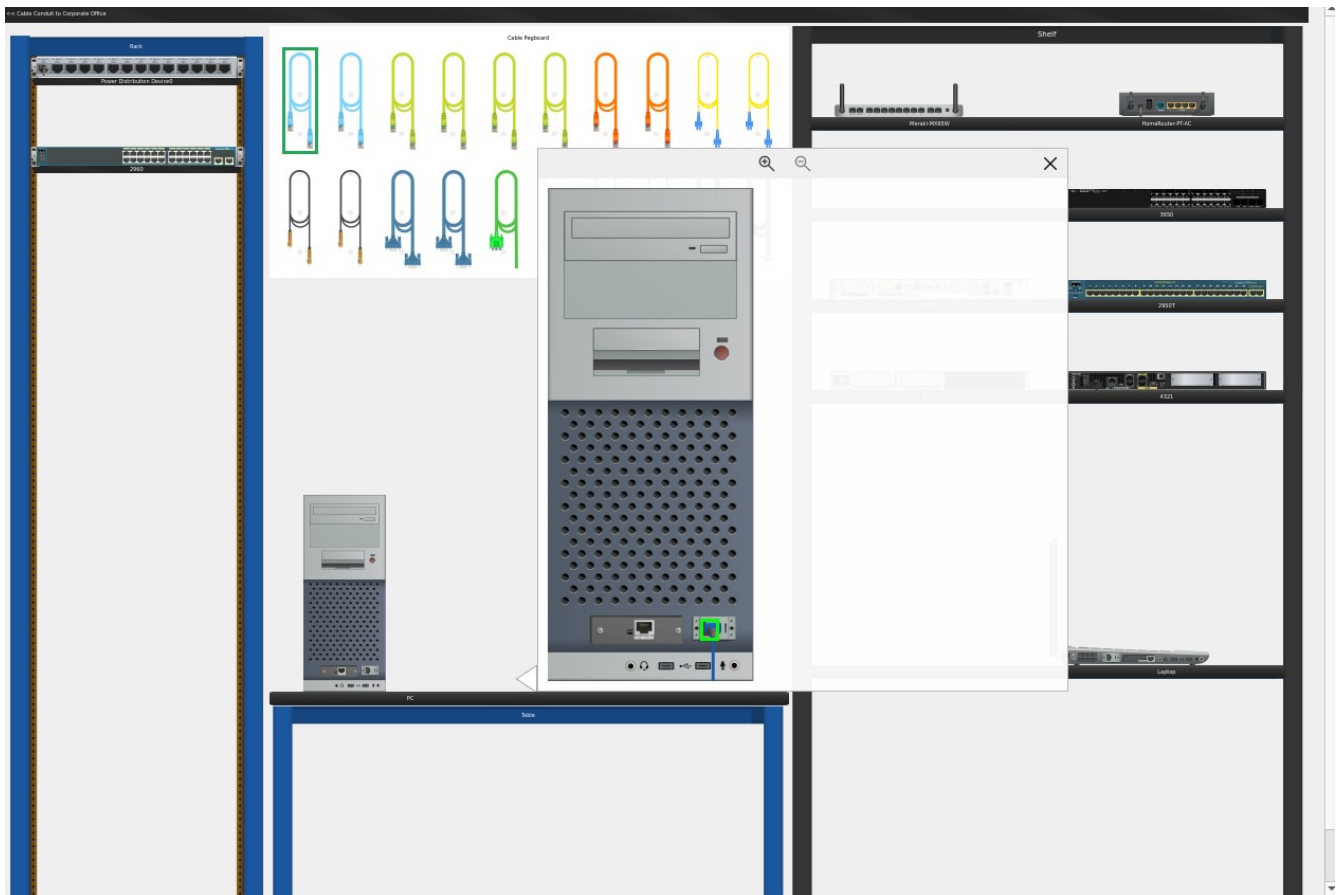 << Cable Conduit to Corporate Office
Rack
Power Distribution Device0
2960
Cable Pegboard
Shelf
Meraki-MX65W
HomeRouter-PT-AC
3650
2950T
4321
Laptop
PC
Table